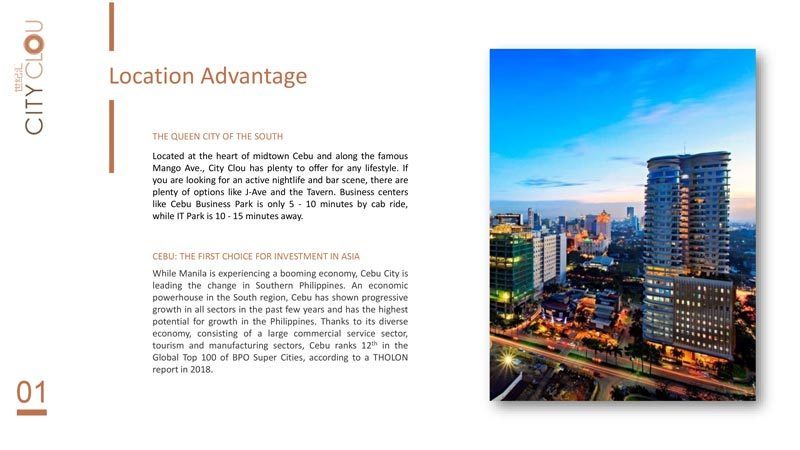 CITY CLOU
Location Advantage
THE QUEEN CITY OF THE SOUTH
Located at the heart of midtown Cebu and along the famous
Mango Ave., City Clou has plenty to offer for any lifestyle. If
you are looking for an active nightlife and bar scene, there are
plenty of options like J-Ave and the Tavern. Business centers
like Cebu Business Park is only 5 - 10 minutes by cab ride,
while IT Park is 10 - 15 minutes away.
CEBU: THE FIRST CHOICE FOR INVESTMENT IN ASIA
While Manila is experiencing a booming economy, Cebu City is
leading the change in Southern Philippines. An economic
powerhouse in the South region, Cebu has shown progressive
growth in all sectors in the past few years and has the highest
potential for growth in the Philippines. Thanks to its diverse
economy, consisting of a large commercial service sector,
tourism and manufacturing sectors, Cebu ranks 12th in the
Global Top 100 of BPO Super Cities, according to a THOLON
report in 2018.
01